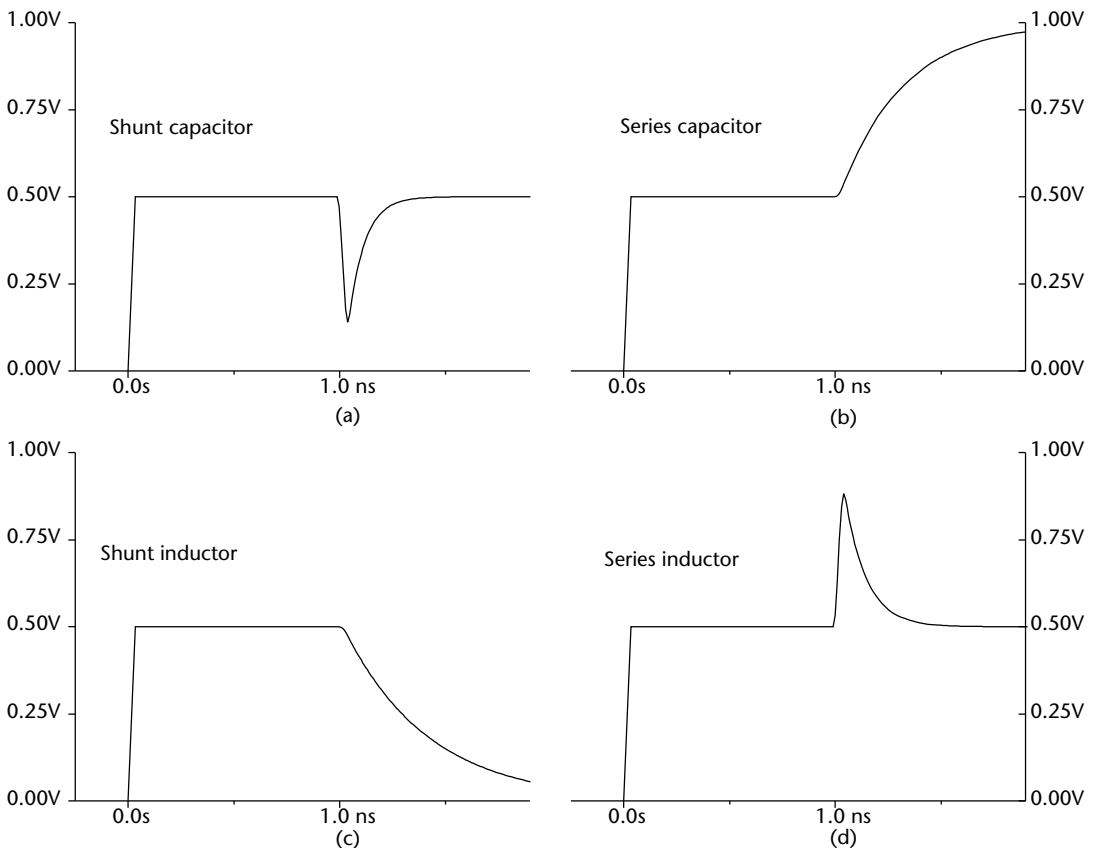 1.00V
0.75V
0.50V
0.25V
0.00V
Shunt capacitor
0.0s
1.0 ns
(a)
Series capacitor
1.00V
0.75V
0.50V
0.25V
0.00V
0.0s
1.0 ns
(b)
1.00V
0.75V
0.50V
0.25V
0.00V
Shunt inductor
0.0s
1.0 ns
(c)
Series inductor
1.00V
0.75V
0.50V
0.25V
0.00V
0.0s
1.0 ns
(d)